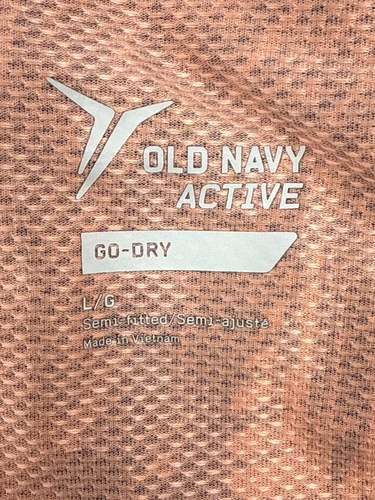 OLD NAVY
ACTIVE
GO-DRY
L/G
Semi-fitted/Semi-ajusté
Made in Vietnam